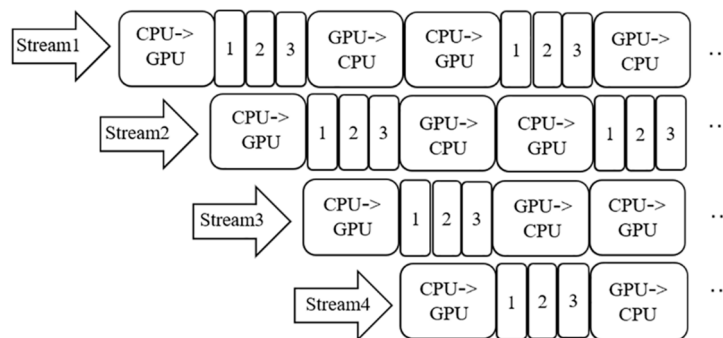 Stream1 CPU-> GPU 1 2 3 GPU-> CPU CPU-> GPU 1 2 3 GPU-> CPU ..
Stream2 CPU-> GPU 1 2 3 GPU-> CPU CPU-> GPU 1 2 3 ..
Stream3 CPU-> GPU 1 2 3 GPU-> CPU CPU-> GPU ..
Stream4 CPU-> GPU 1 2 3 GPU-> CPU ..